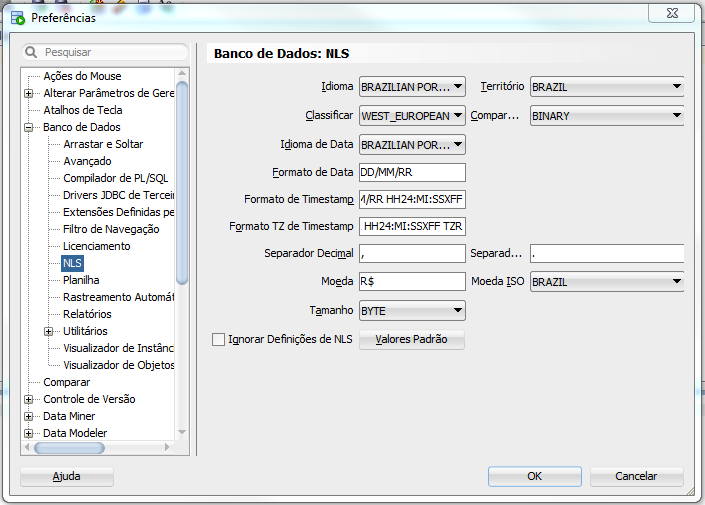 Preferências
Pesquisar
Ações do Mouse
Alterar Parâmetros de Gere
Atalhos de Tecla
Banco de Dados
Arrastar e Soltar
Avançado
Compilador de PL/SQL
Drivers JDBC de Terceir
Extensões Definidas pe
Filtro de Navegação
Licenciamento
NLS
Planilha
Rastreamento Automát
Relatórios
Utilitários
Visualizador de Instânc
Visualizador de Objetos
Comparar
Controle de Versão
Data Miner
Data Modeler
Banco de Dados: NLS
Idioma BRAZILIAN POR... Território BRAZIL
Classificar WEST_EUROPEAN Compar... BINARY
Idioma de Data BRAZILIAN POR...
Formato de Data DD/MM/RR
Formato de Timestamp M/RR HH24:MI:SSXFF
Formato TZ de Timestamp HH24:MI:SSXFF TZR
Separador Decimal , Separad... .
Moeda R$ Moeda ISO BRAZIL
Tamanho BYTE
Ignorar Definições de NLS Valores Padrão
Ajuda OK Cancelar